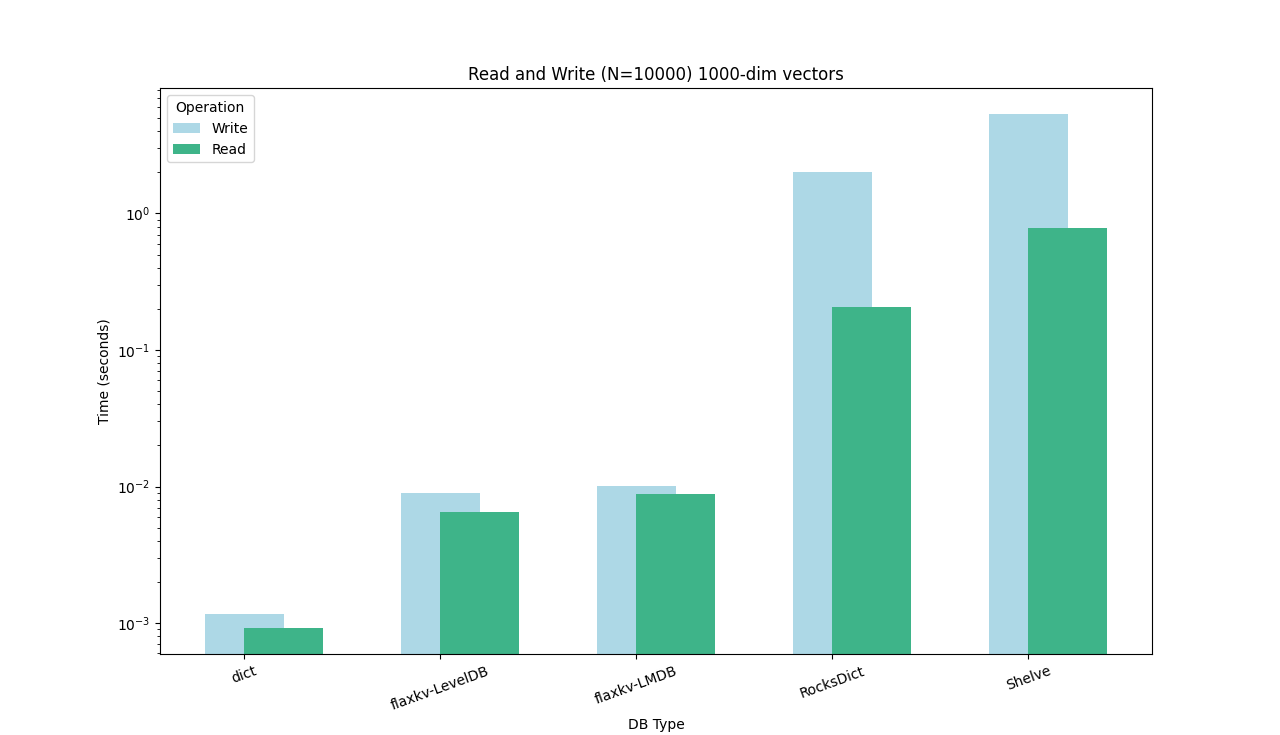 Read and Write (N=10000) 1000-dim vectors
Operation
Write
Read
10⁰
10⁻¹
10⁻²
10⁻³
Time (seconds)
dict
flaxkv-LevelDB
flaxkv-LMDB
RocksDict
Shelve
DB Type